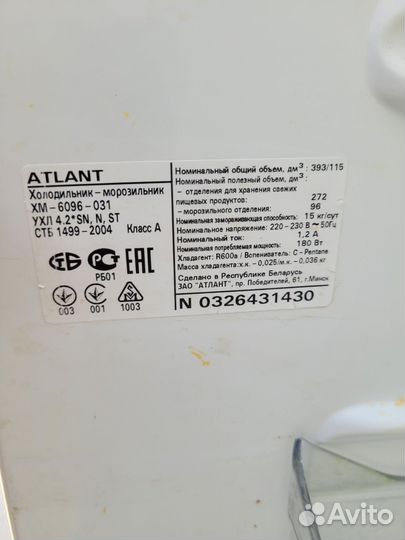 ATLANT
Холодильник – морозильник
ХМ – 6096 – 031
УХЛ 4.2*SN, N, ST
СТБ 1499 – 2004 Класс А
РБ01
003 001 1003
Номинальный общий объем, дм³: 393/115
Номинальный полезный объем, дм³:
– отделения для хранения свежих
пищевых продуктов: 272
– морозильного отделения: 96
Номинальная замораживающая способность: 15 кг/сут
Номинальное напряжение: 220 – 230 В ~ 50Гц
Номинальный ток: 1,2 А
Номинальная потребляемая мощность: 180 Вт
Хладагент: R600a / Вспениватель: C – Pentane
Масса хладагента: х.к. – 0,025/м.к. – 0,036 кг
Сделано в Республике Беларусь
ЗАО "АТЛАНТ", пр. Победителей, 61, г.Минск
N 0326431430
Avito